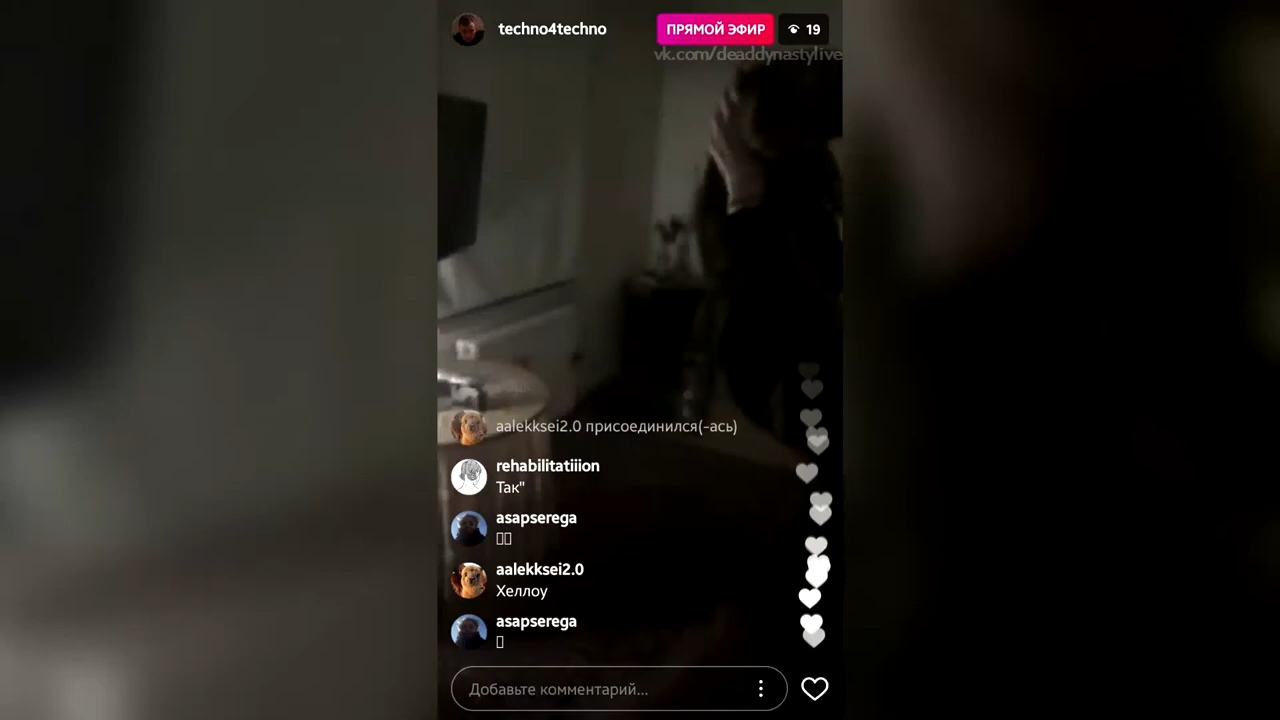 techno4techno
ПРЯМОЙ ЭФИР
19
vk.com/deaddynastylive
aalekksei2.0 присоединился(-ась)
rehabilitatiiion
Так"
asapserega
aalekksei2.0
Хеллоу
asapserega
Добавьте комментарий...